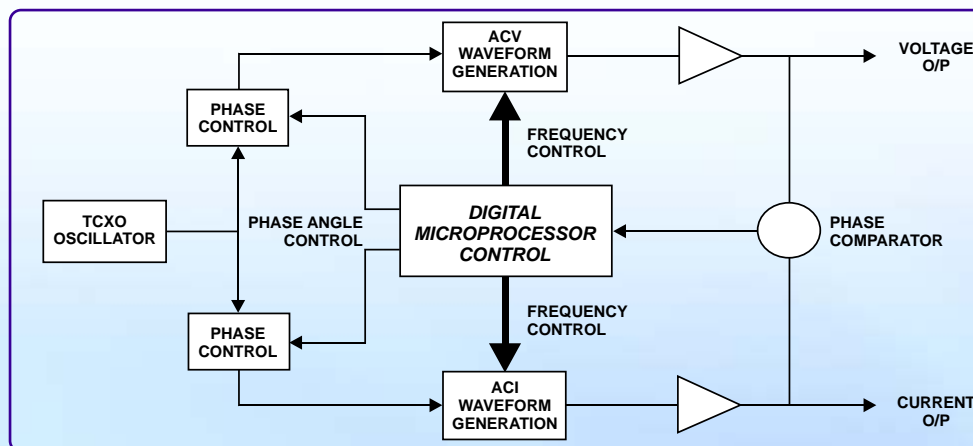 ACV
WAVEFORM
GENERATION
VOLTAGE
O/P
PHASE
CONTROL
FREQUENCY
CONTROL
TCXO
OSCILLATOR
PHASE ANGLE
CONTROL
DIGITAL
MICROPROCESSOR
CONTROL
PHASE
COMPARATOR
PHASE
CONTROL
FREQUENCY
CONTROL
ACI
WAVEFORM
GENERATION
CURRENT
O/P